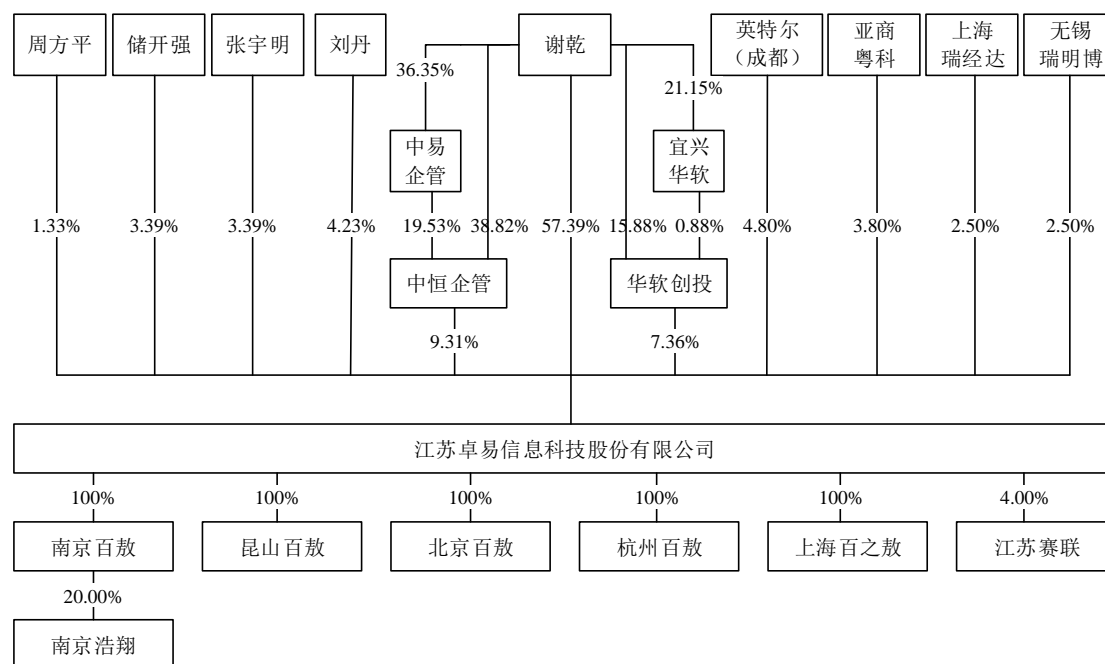 周方平
储开强
张宇明
刘丹
谢乾
英特尔
（成都）
亚商
粤科
上海
瑞经达
无锡
瑞明博
36.35%
21.15%
中易
企管
宜兴
华软
1.33%
3.39%
3.39%
4.23%
19.53%
38.82%
57.39%
15.88%
0.88%
4.80%
3.80%
2.50%
2.50%
中恒企管
华软创投
9.31%
7.36%
江苏卓易信息科技股份有限公司
100%
100%
100%
100%
100%
4.00%
南京百敖
昆山百敖
北京百敖
杭州百敖
上海百之敖
江苏赛联
20.00%
南京浩翔